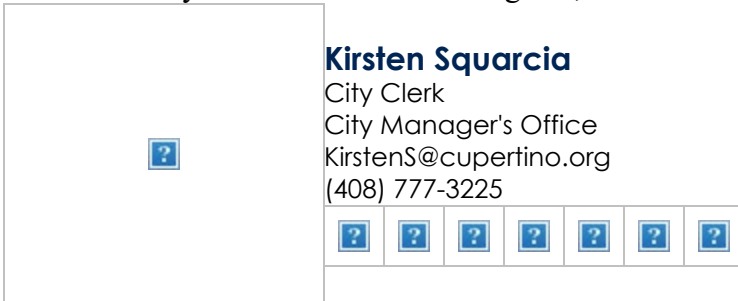 Kirsten Squarcia
City Clerk
City Manager's Office
KirstenS@cupertino.org
(408) 777-3225